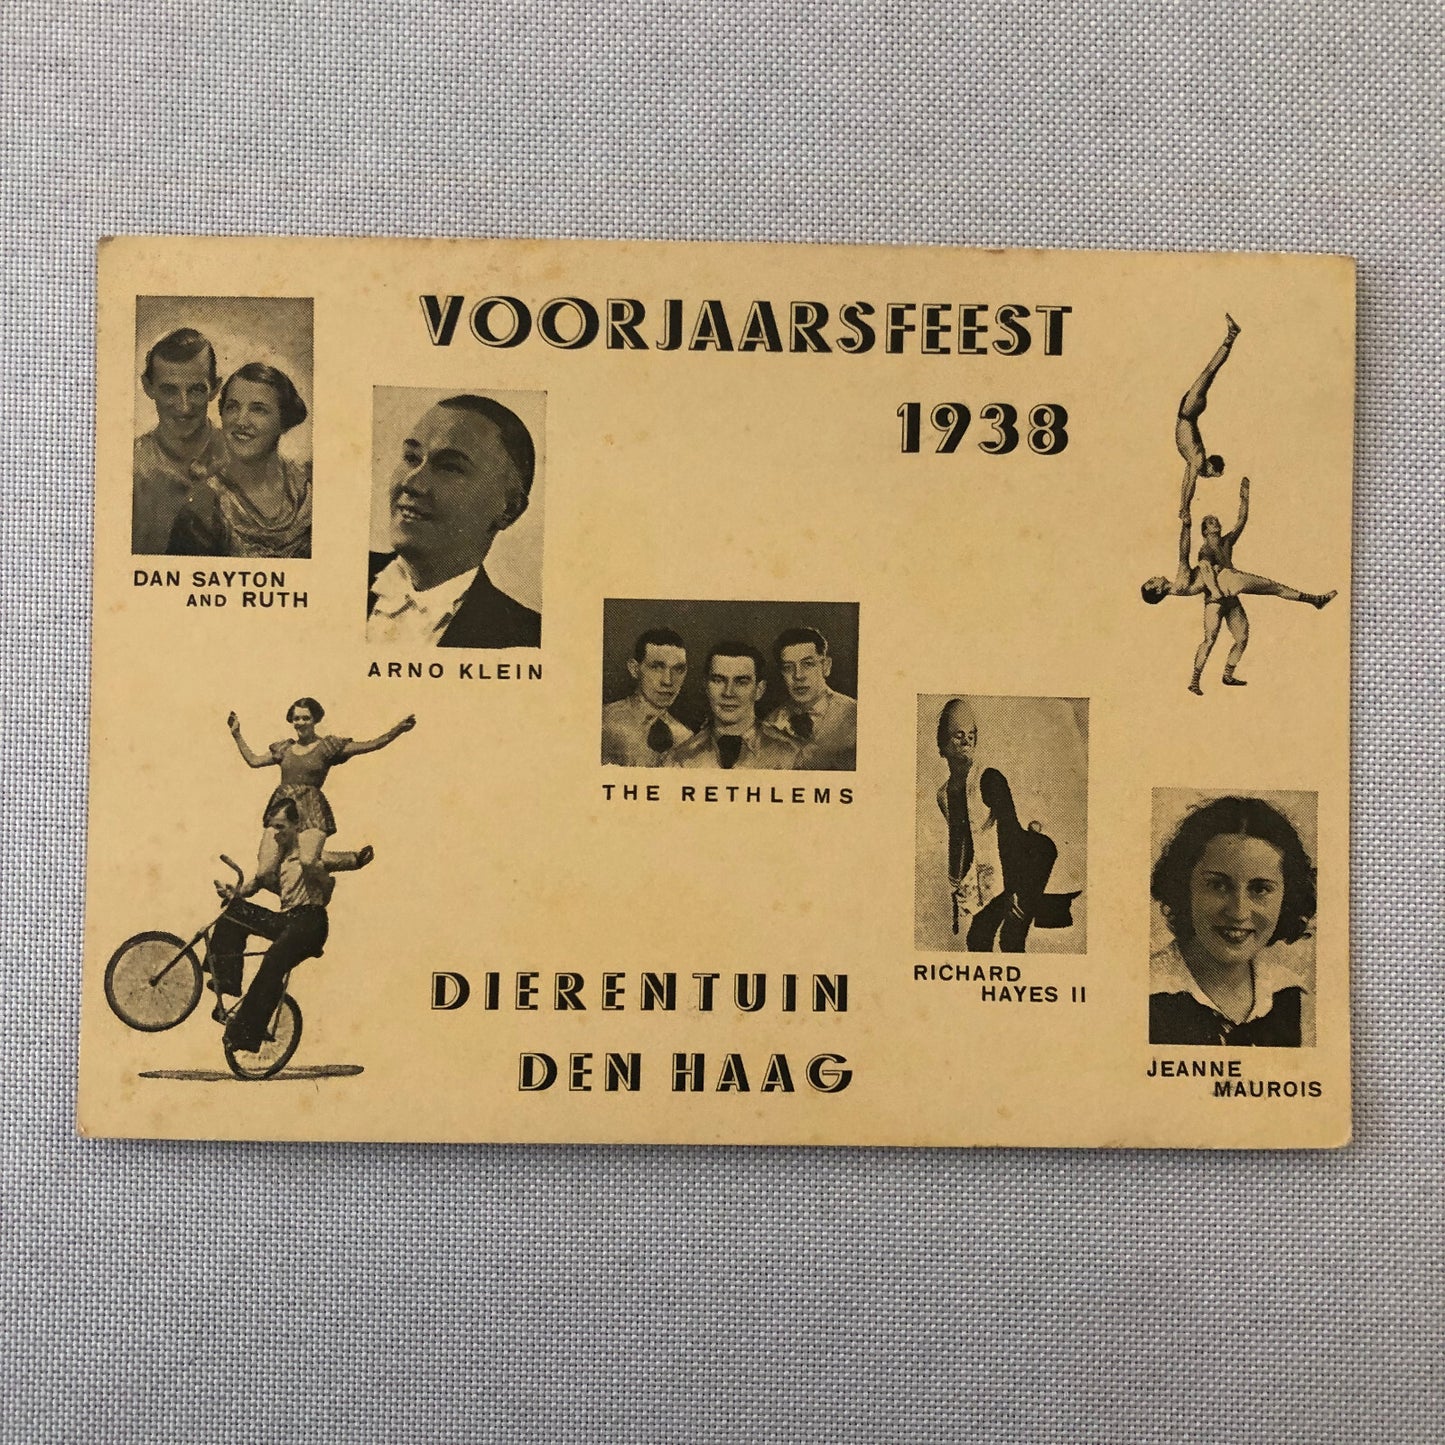 VOORJAARSFEEST
1938
DAN SAYTON
AND RUTH
ARNO KLEIN
THE RETHLEMS
RICHARD
HAYES II
JEANNE
MAUROIS
DIERENTUIN
DEN HAAG